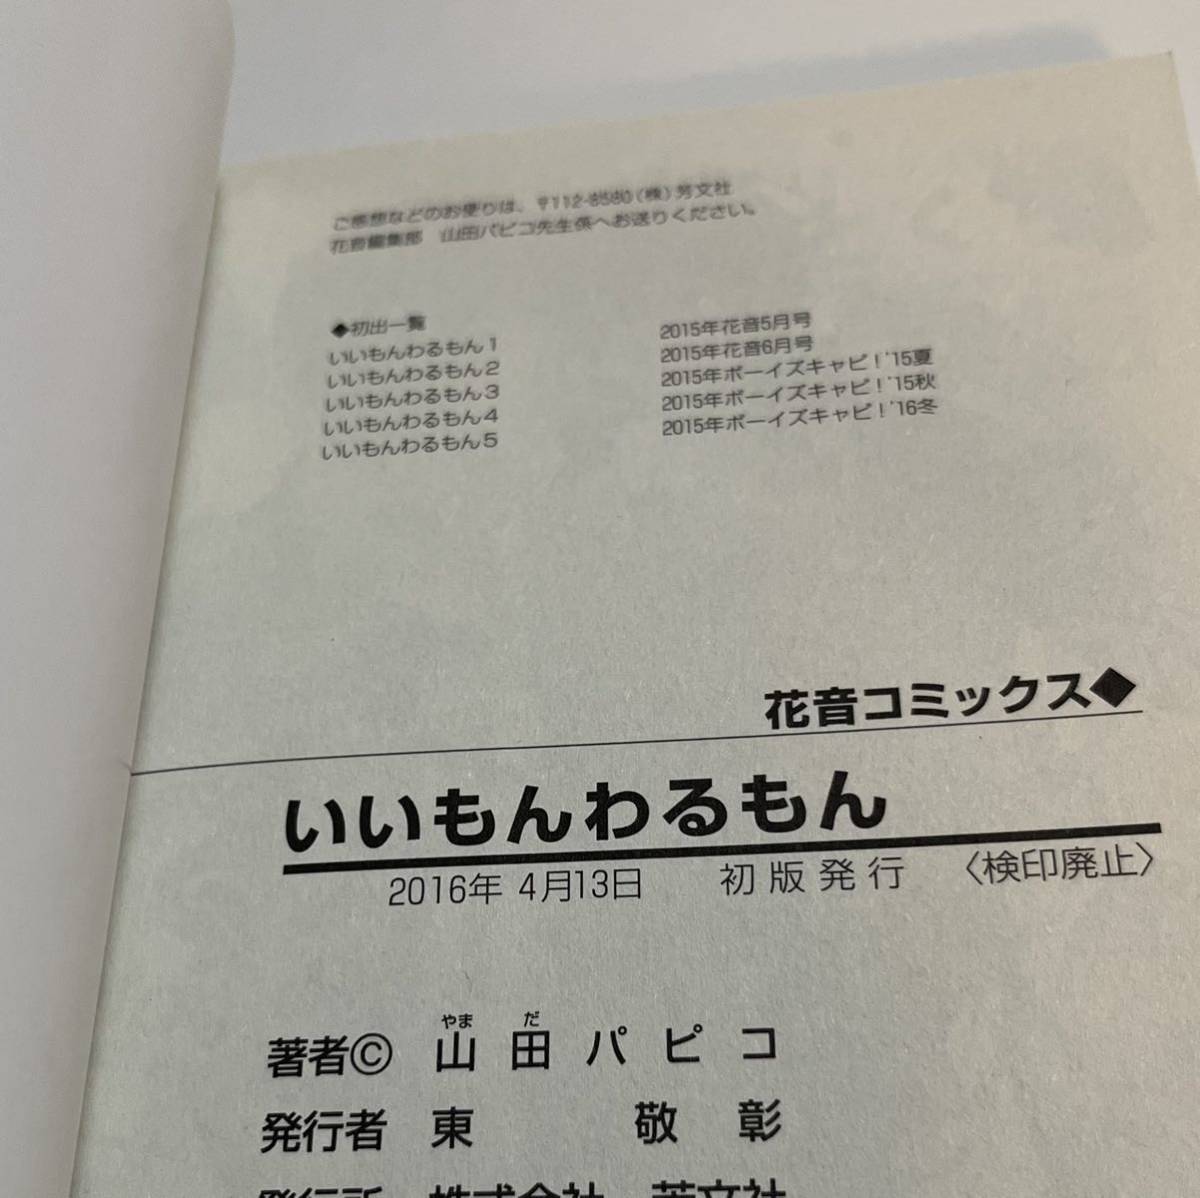 ご感想などのお便りは、〒112-8580（株）芳文社
花音編集部　山田パピコ先生係へお送りください。
◆初出一覧
いいもんわるもん1　2015年花音5月号
いいもんわるもん2　2015年花音6月号
いいもんわるもん3　2015年ボーイズキャピ！'15夏
いいもんわるもん4　2015年ボーイズキャピ！'15秋
いいもんわるもん5　2015年ボーイズキャピ！'16冬
花音コミックス◆
いいもんわるもん
2016年 4月13日　初版発行　〈検印廃止〉
著者© 山田パピコ
やま だ
発行者 東 敬彰
発行所 株式会社 芳文社